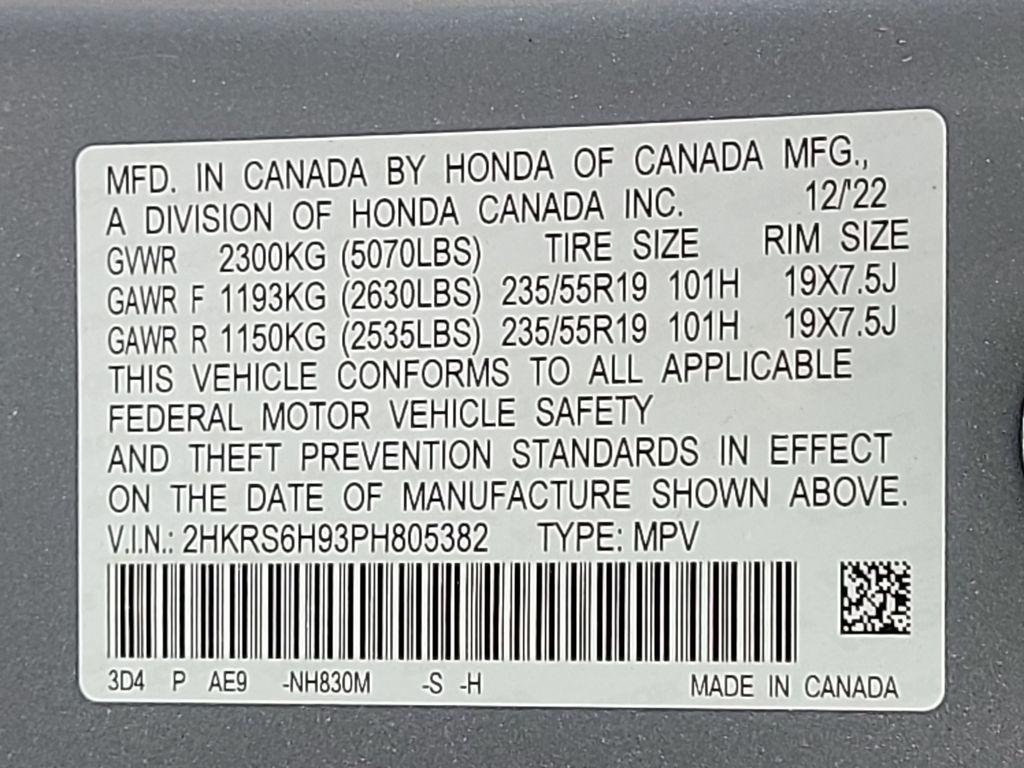 MFD. IN CANADA BY HONDA OF CANADA MFG.,
A DIVISION OF HONDA CANADA INC. 12/'22
GVWR 2300KG (5070LBS) TIRE SIZE RIM SIZE
GAWR F 1193KG (2630LBS) 235/55R19 101H 19X7.5J
GAWR R 1150KG (2535LBS) 235/55R19 101H 19X7.5J
THIS VEHICLE CONFORMS TO ALL APPLICABLE
FEDERAL MOTOR VEHICLE SAFETY
AND THEFT PREVENTION STANDARDS IN EFFECT
ON THE DATE OF MANUFACTURE SHOWN ABOVE.
V.I.N.: 2HKRS6H93PH805382 TYPE: MPV
3D4 P AE9 -NH830M -S -H MADE IN CANADA